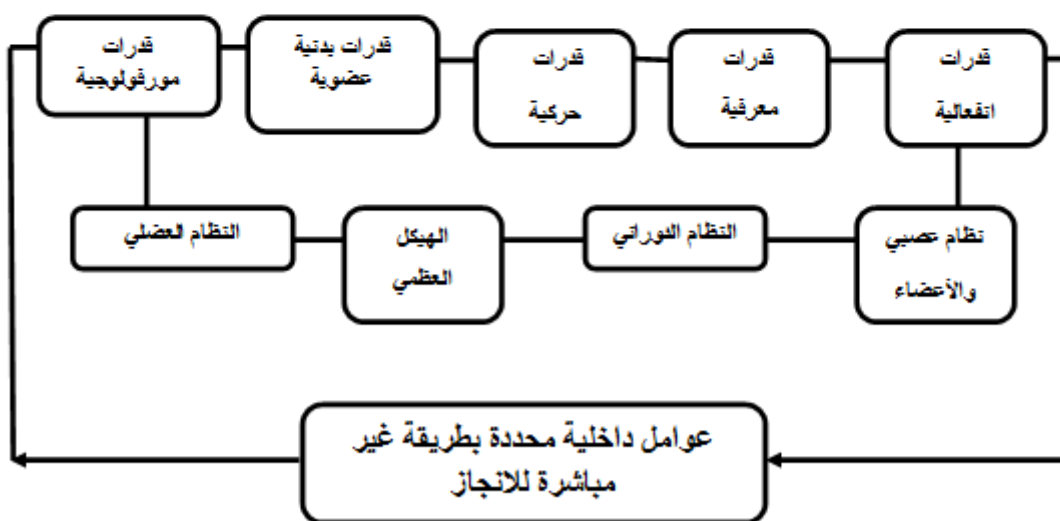 قدرات
انفعالية
قدرات
معرفية
قدرات
حركية
قدرات بدنية
عضوية
قدرات
مورفولوجية
نظام عصبي
والأعضاء
النظام الدوراني
الهيكل
العظمي
النظام العضلي
عوامل داخلية محددة بطريقة غير
مباشرة للانجاز